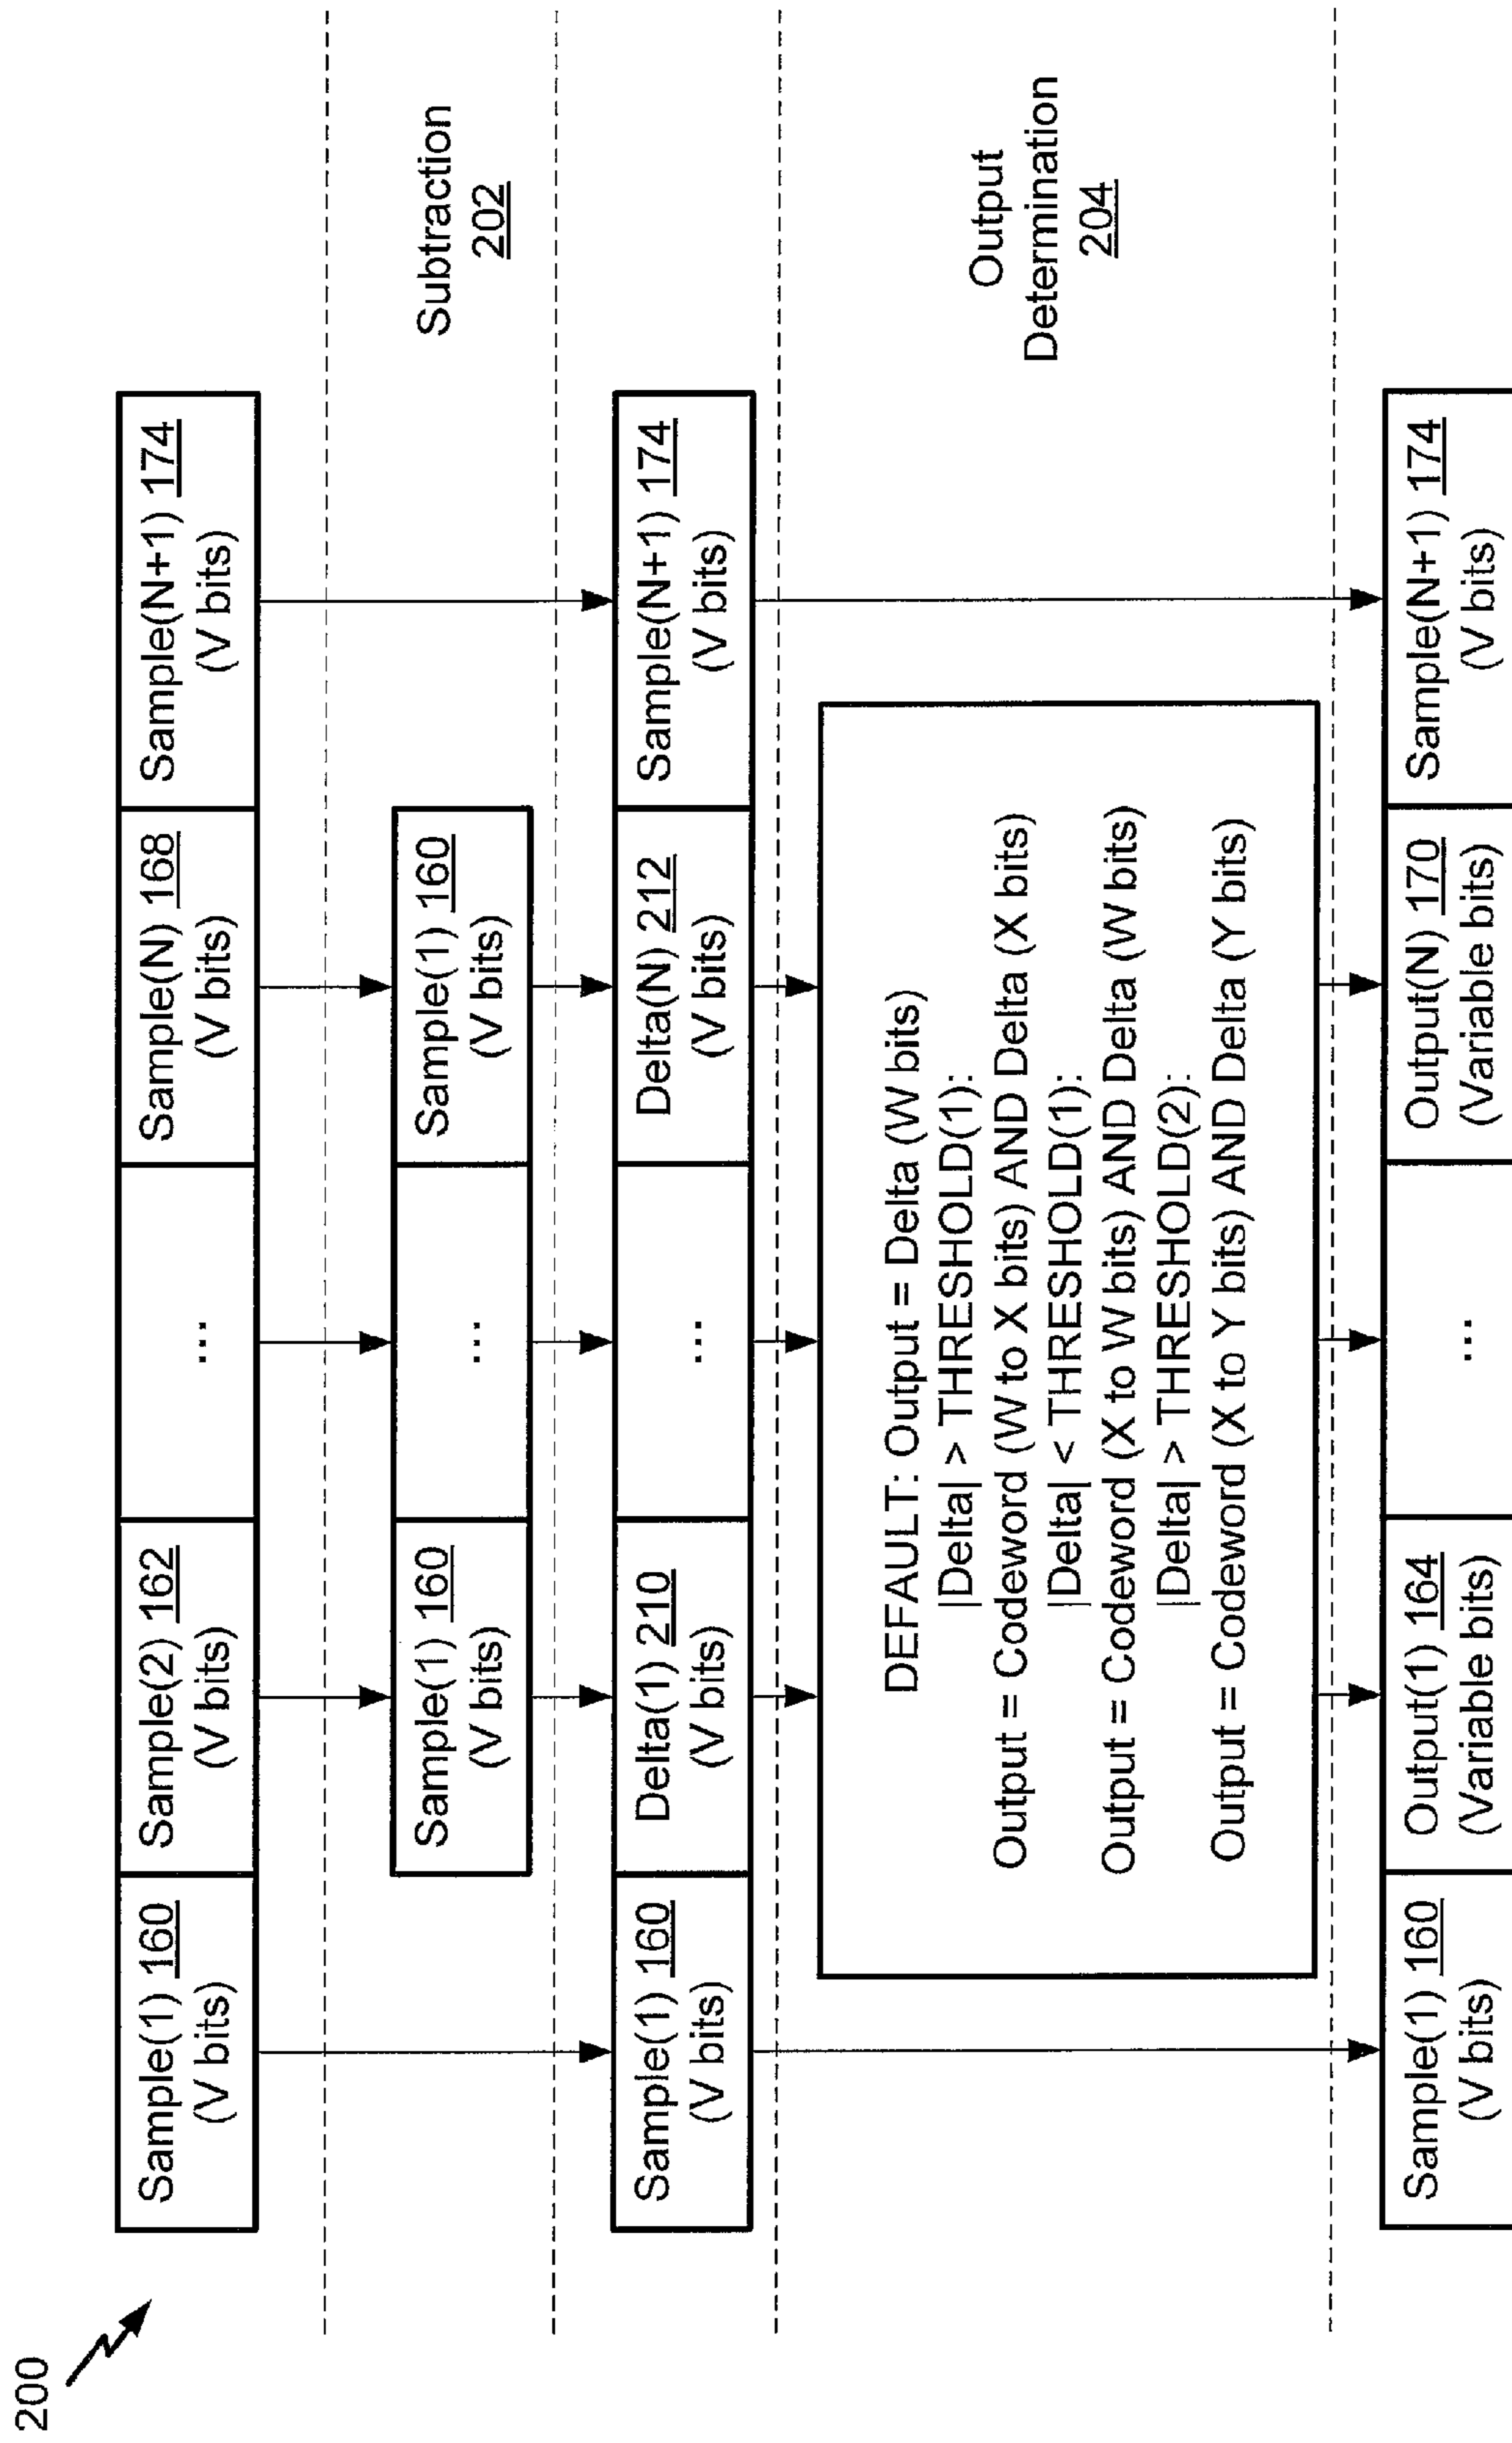 200
Sample(1) 160
(V bits)
Sample(2) 162
(V bits)
...
Sample(N) 168
(V bits)
Sample(N+1) 174
(V bits)
Sample(1) 160
(V bits)
...
Sample(1) 160
(V bits)
Subtraction
202
Sample(1) 160
(V bits)
Delta(1) 210
(V bits)
...
Delta(N) 212
(V bits)
Sample(N+1) 174
(V bits)
DEFAULT: Output = Delta (W bits)
|Delta| > THRESHOLD(1):
Output = Codeword (W to X bits) AND Delta (X bits)
|Delta| < THRESHOLD(1):
Output = Codeword (X to W bits) AND Delta (W bits)
|Delta| > THRESHOLD(2):
Output = Codeword (X to Y bits) AND Delta (Y bits)
Output
Determination
204
Sample(1) 160
(V bits)
Output(1) 164
(Variable bits)
...
Output(N) 170
(Variable bits)
Sample(N+1) 174
(V bits)